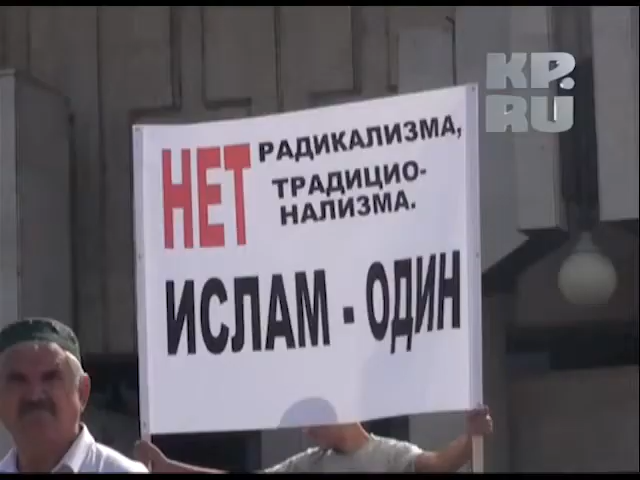 KP.
RU
НЕТ РАДИКАЛИЗМА,
ТРАДИЦИО-
НАЛИЗМА.
ИСЛАМ - ОДИН